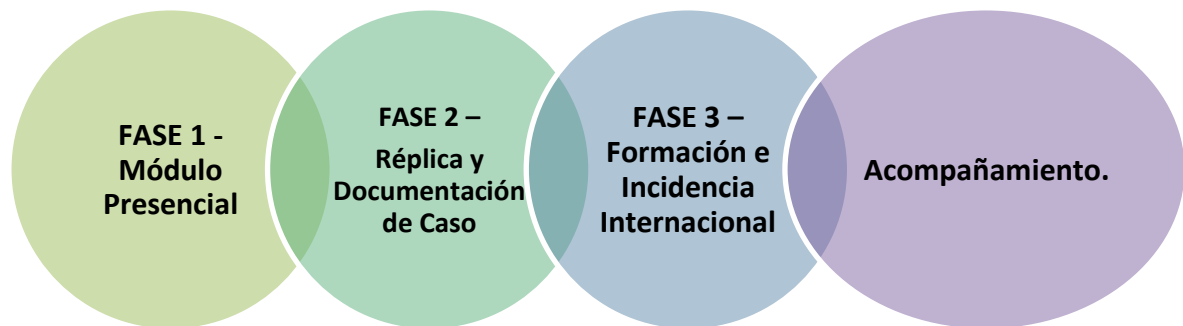 FASE 1 -
Módulo
Presencial
FASE 2 –
Réplica y
Documentación
de Caso
FASE 3 –
Formación e
Incidencia
Internacional
Acompañamiento.